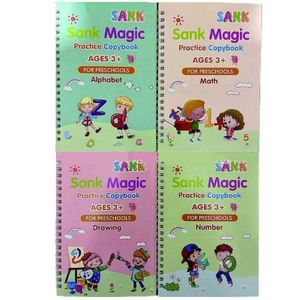 SANK
Sank Magic
Practice Copybook
AGES 3+
FOR PRESCHOOLS
Alphabet
SANK
Sank Magic
Practice Copybook
AGES 3+
FOR PRESCHOOLS
Math
5
SANK
Sank Magic
Practice Copybook
AGES 3+
FOR PRESCHOOLS
Drawing
SANK
Sank Magic
Practice Copybook
AGES 3+
FOR PRESCHOOLS
Number